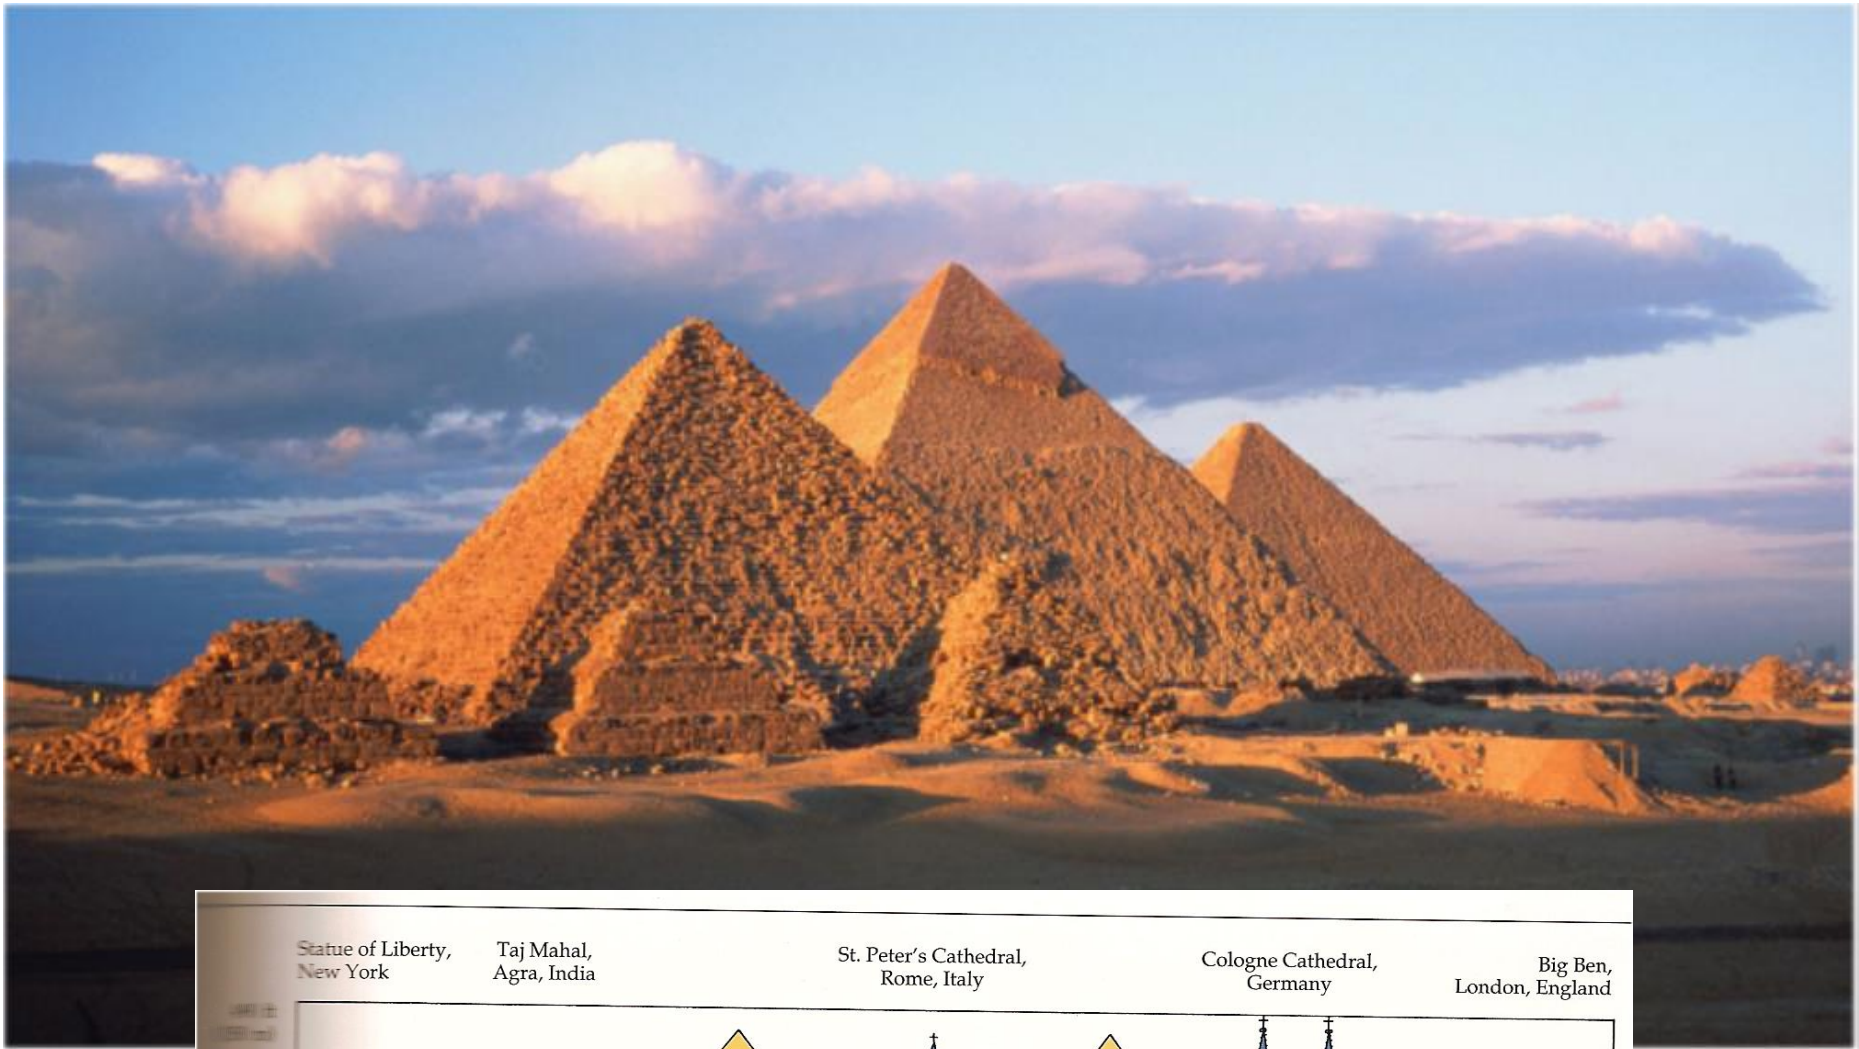 Statue of Liberty,
New York
Taj Mahal,
Agra, India
St. Peter's Cathedral,
Rome, Italy
Cologne Cathedral,
Germany
Big Ben,
London, England